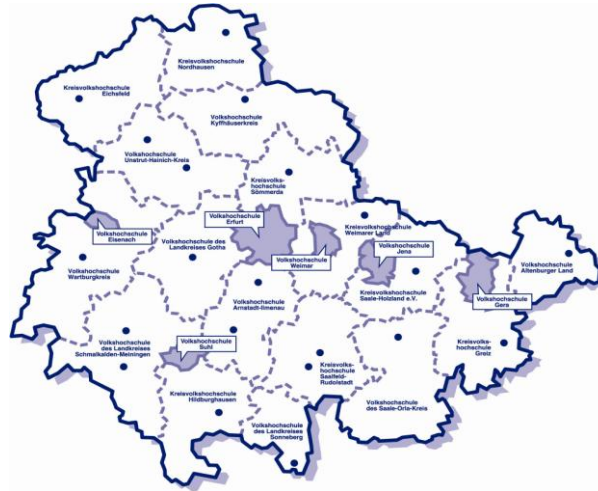 Kreisvolkshochschule
Nordhausen
Kreisvolkshochschule
Eichsfeld
Volkshochschule
Kyffhäuserkreis
Volkshochschule
Unstrut-Hainich-Kreis
Kreisvolks-
hochschule
Sömmerda
Volkshochschule
Erfurt
Kreisvolkshochschule
Weimarer Land
Volkshochschule
Eisenach
Volkshochschule des
Landkreises Gotha
Volkshochschule
Weimar
Volkshochschule
Jena
Volkshochschule
Wartburgkreis
Volkshochschule
Altenburger Land
Kreisvolkshochschule
Saale-Holzland e.V.
Volkshochschule
Gera
Volkshochschule
Arnstadt-Ilmenau
Volkshochschule
des Landkreises
Schmalkalden-Meiningen
Volkshochschule
Suhl
Kreisvolks-
hochschule
Greiz
Kreisvolks-
hochschule
Saalfeld-
Rudolstadt
Kreisvolkshochschule
Hildburghausen
Volkshochschule
des Saale-Orla-Kreis
Volkshochschule
des Landkreises
Sonneberg